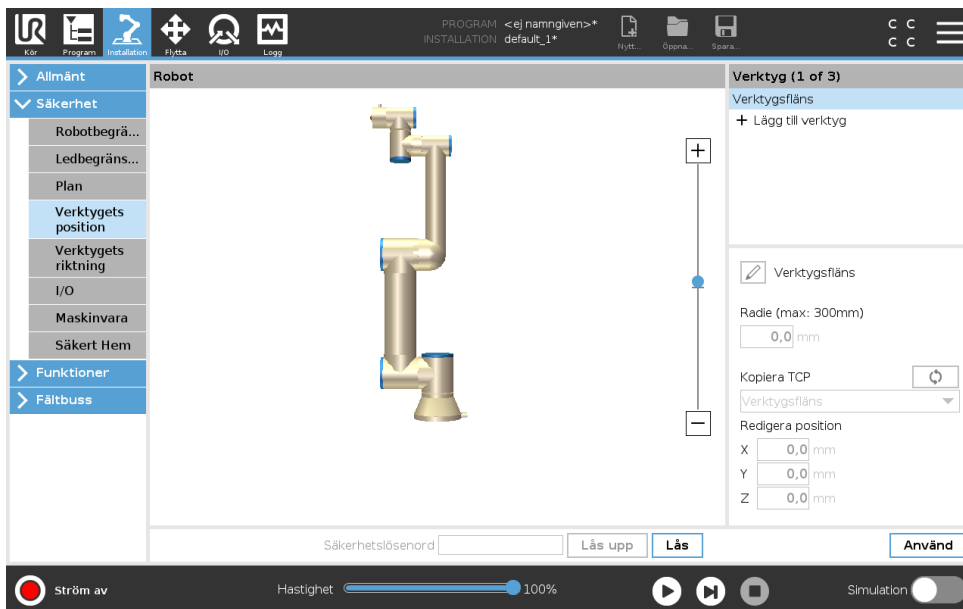 UR
PROGRAM <ej namngiven>*
INSTALLATION default_1*
Kör Program Installation Flytta I/O Logg Nytt... Öppna... Spara...
C C
C C
Allmänt
Säkerhet
Robotbegrä...
Ledbegräns...
Plan
Verktygets
position
Verktygets
riktning
I/O
Maskinvara
Säkert Hem
Funktioner
Fältbuss
Robot
+
−
Verktyg (1 of 3)
Verktygsfläns
+ Lägg till verktyg
Verktygsfläns
Radie (max: 300mm)
0,0 mm
Kopiera TCP
Verktygsfläns
Redigera position
X 0,0 mm
Y 0,0 mm
Z 0,0 mm
Säkerhetslösenord Lås upp Lås Använd
Ström av Hastighet 100% Simulation